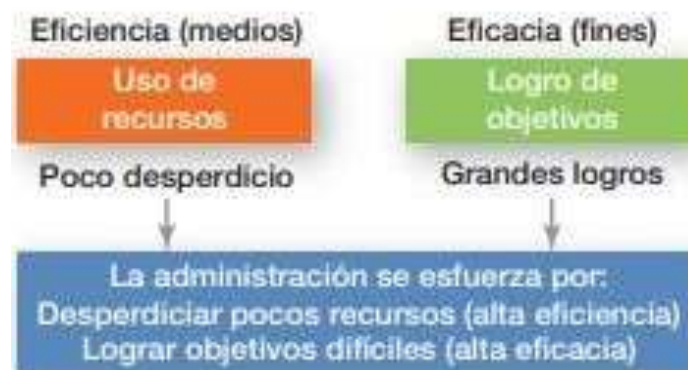 Eficiencia (medios)
Uso de
recursos
Poco desperdicio
Eficacia (fines)
Logro de
objetivos
Grandes logros
La administración se esfuerza por:
Desperdiciar pocos recursos (alta eficiencia)
Lograr objetivos difíciles (alta eficacia)